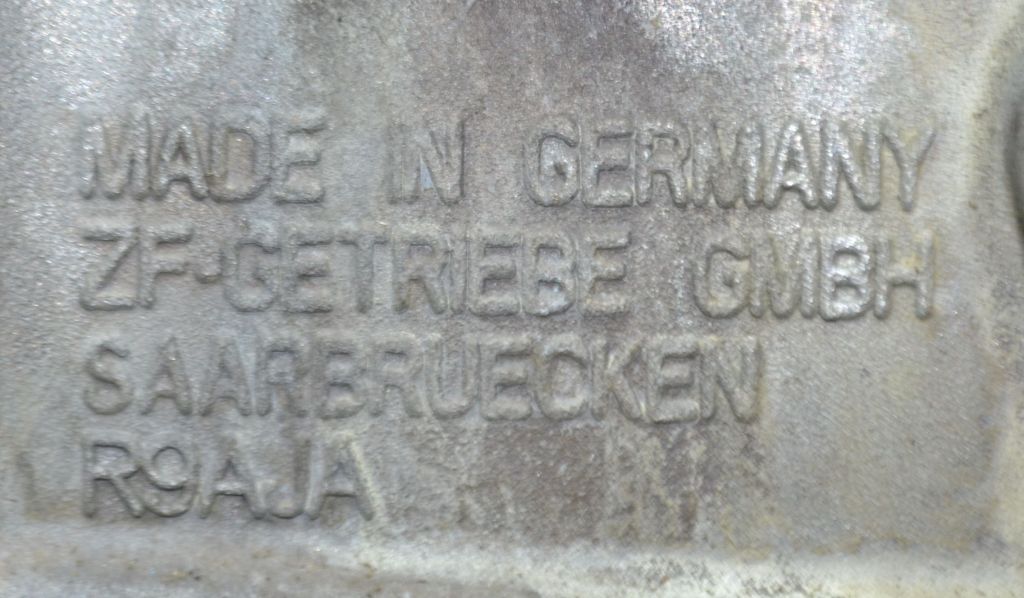 MADE IN GERMANY
ZF-GETRIEBE GMBH
SAARBRUECKEN
R9AJA